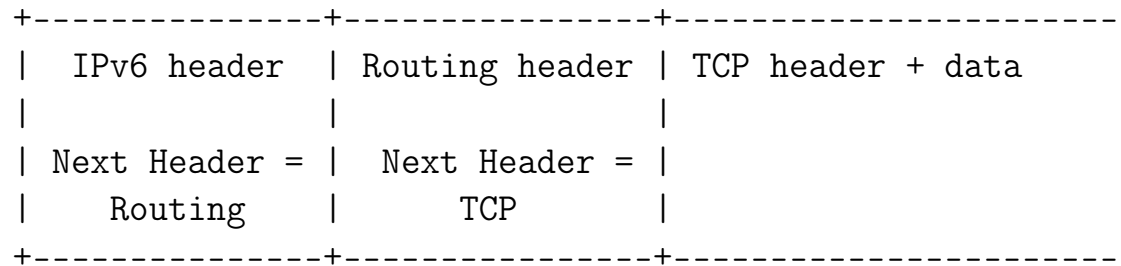 +---------------+----------------+------------------------
|  IPv6 header  | Routing header | TCP header + data
|               |                |
| Next Header = |  Next Header = |
|    Routing    |      TCP       |
+---------------+----------------+------------------------